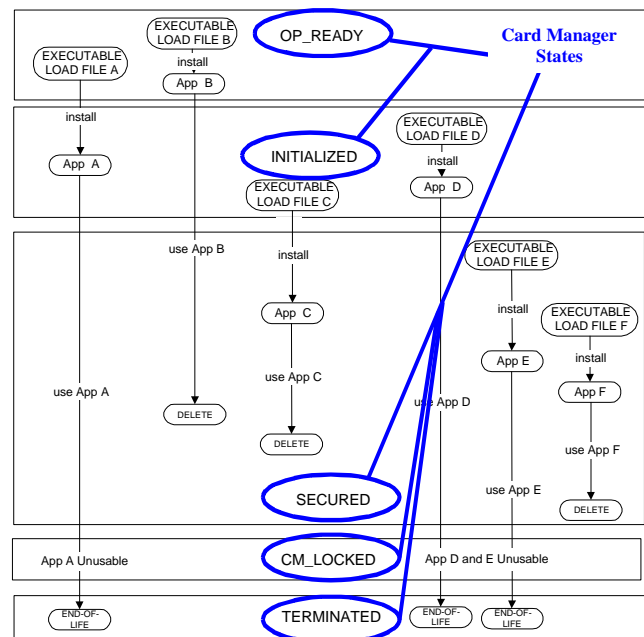 EXECUTABLE
LOAD FILE A
EXECUTABLE
LOAD FILE B
OP_READY
Card Manager
States
install
App B
install
App A
INITIALIZED
EXECUTABLE
LOAD FILE D
install
App D
EXECUTABLE
LOAD FILE C
use App B
install
App C
EXECUTABLE
LOAD FILE E
install
EXECUTABLE
LOAD FILE F
install
App E
App F
use App A
use App C
use App D
DELETE
DELETE
use App F
use App E
SECURED
DELETE
App A Unusable
CM_LOCKED
App D and E Unusable
END-OF-
LIFE
TERMINATED
END-OF-
LIFE
END-OF-
LIFE